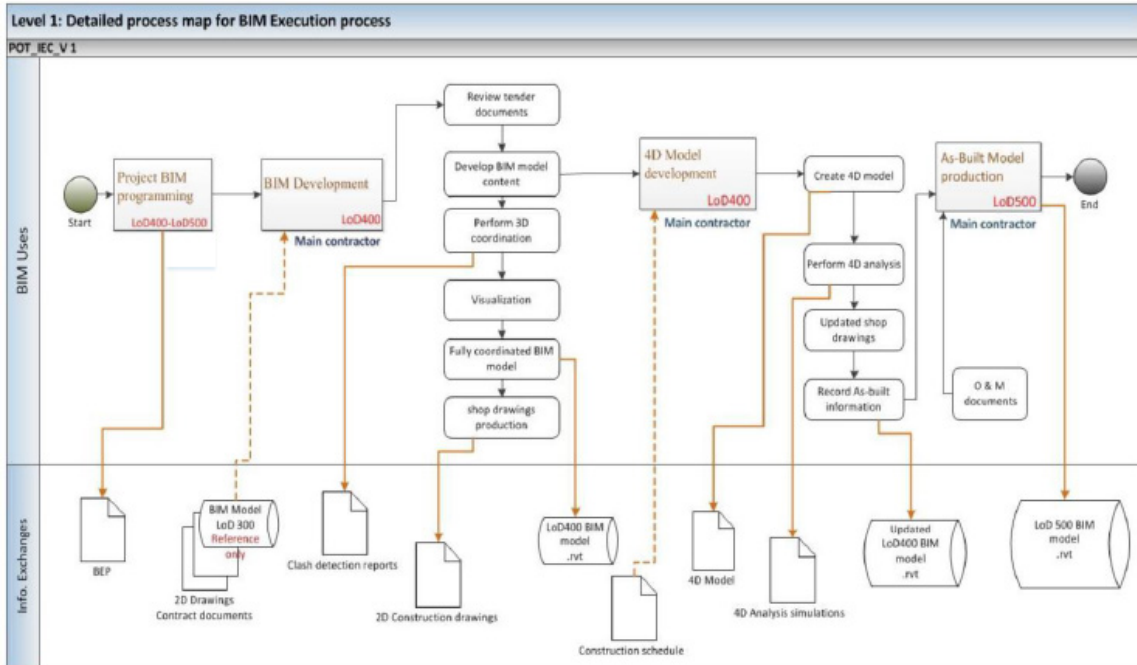 Level 1: Detailed process map for BIM Execution process
POT_IEC_V 1
BIM Uses
Start
Project BIM
programming
LoD400-LoD500
BIM Development
LoD400
Main contractor
Review tender
documents
Develop BIM model
content
Perform 3D
coordination
Visualization
Fully coordinated BIM
model
shop drawings
production
4D Model
development
LoD400
Main contractor
Create 4D model
Perform 4D analysis
Updated shop
drawings
Record As-built
information
As-Built Model
production
LoD500
Main contractor
End
O & M
documents
Info. Exchanges
BEP
BIM Model
LoD 300
Reference
only
2D Drawings
Contract documents
Clash detection reports
2D Construction drawings
LoD400 BIM
model
.rvt
Construction schedule
4D Model
4D Analysis simulations
Updated
LoD400 BIM
model
.rvt
LoD 500 BIM
model
.rvt